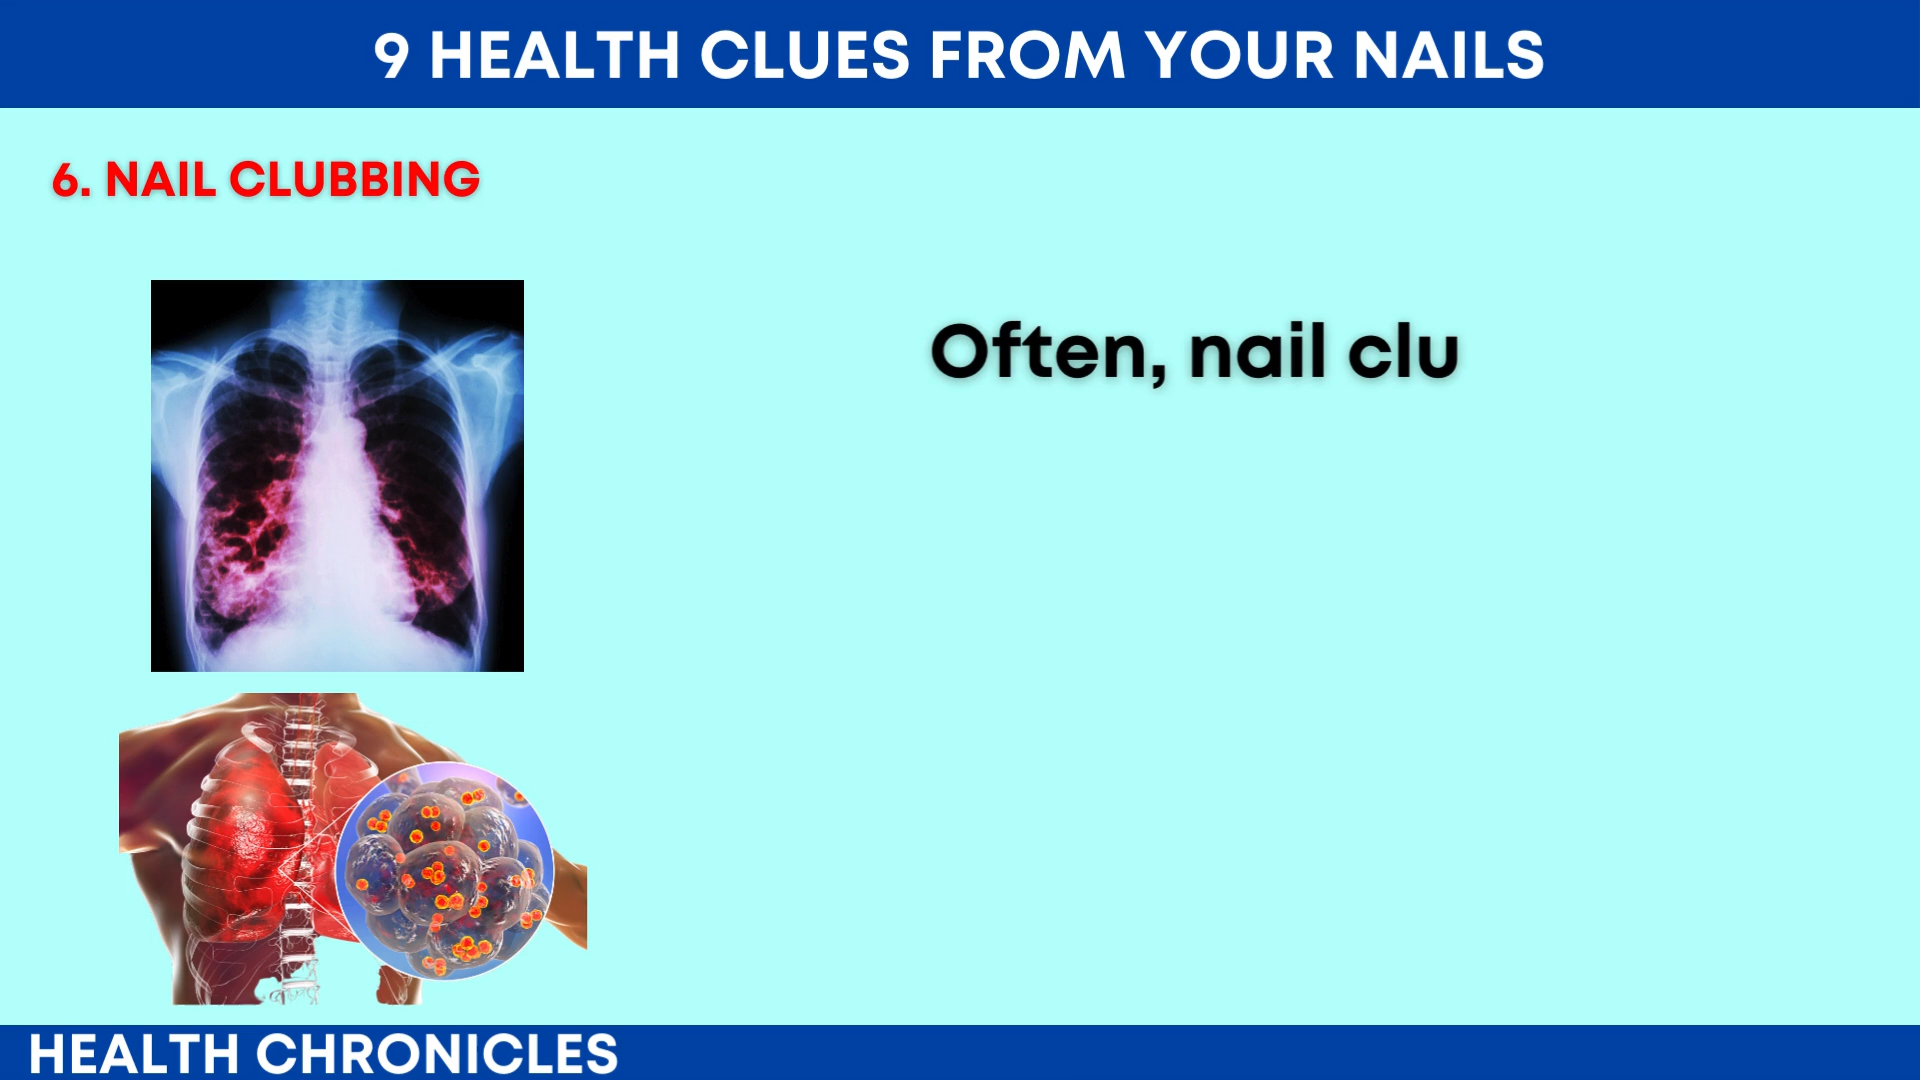 9 HEALTH CLUES FROM YOUR NAILS
6. NAIL CLUBBING
Often, nail clu
HEALTH CHRONICLES